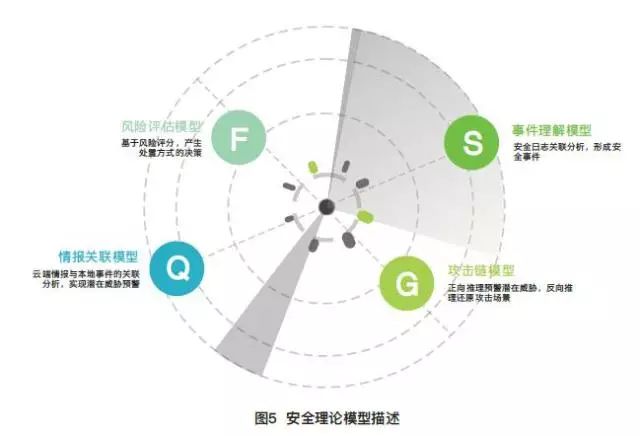 风险评估模型
基于风险评分，产生
处置方式的决策
F
S
事件理解模型
安全日志关联分析，形成安
全事件
情报关联模型
云端情报与本地事件的关联
分析，实现潜在威胁预警
Q
G
攻击链模型
正向推理预警潜在威胁，反向推
理还原攻击场景
图5 安全理论模型描述